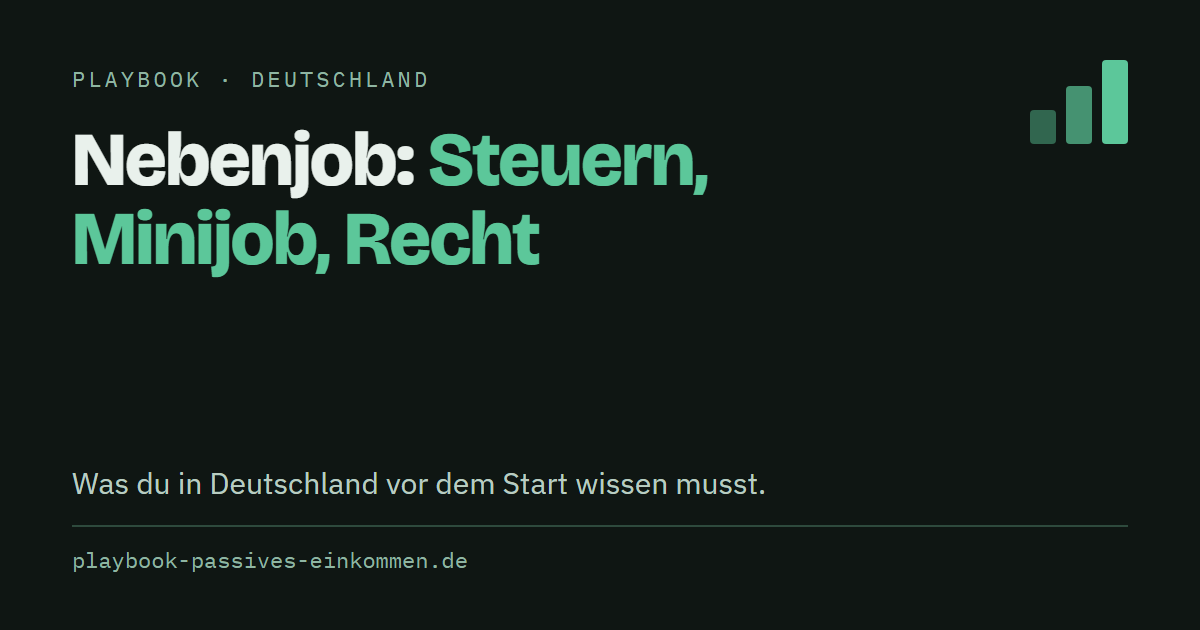 PLAYBOOK · DEUTSCHLAND
Nebenjob: Steuern,
Minijob, Recht
Was du in Deutschland vor dem Start wissen musst.
playbook-passives-einkommen.de